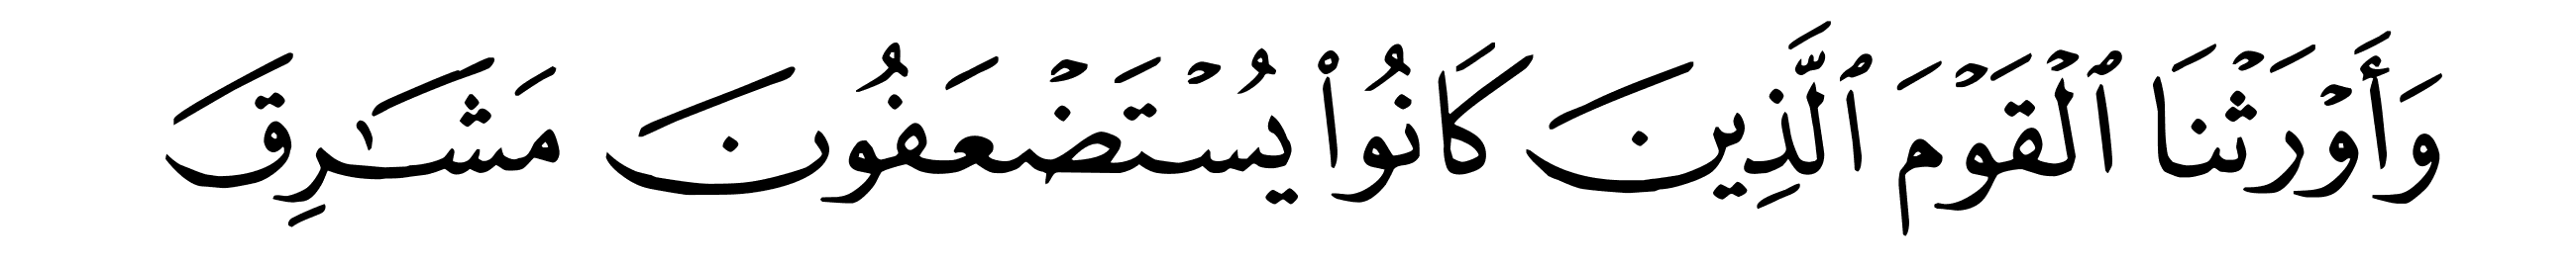 وَأَوۡرَثۡنَا ٱلۡقَوۡمَ ٱلَّذِينَ كَانُواْ يُسۡتَضۡعَفُونَ مَشَٰرِقَ